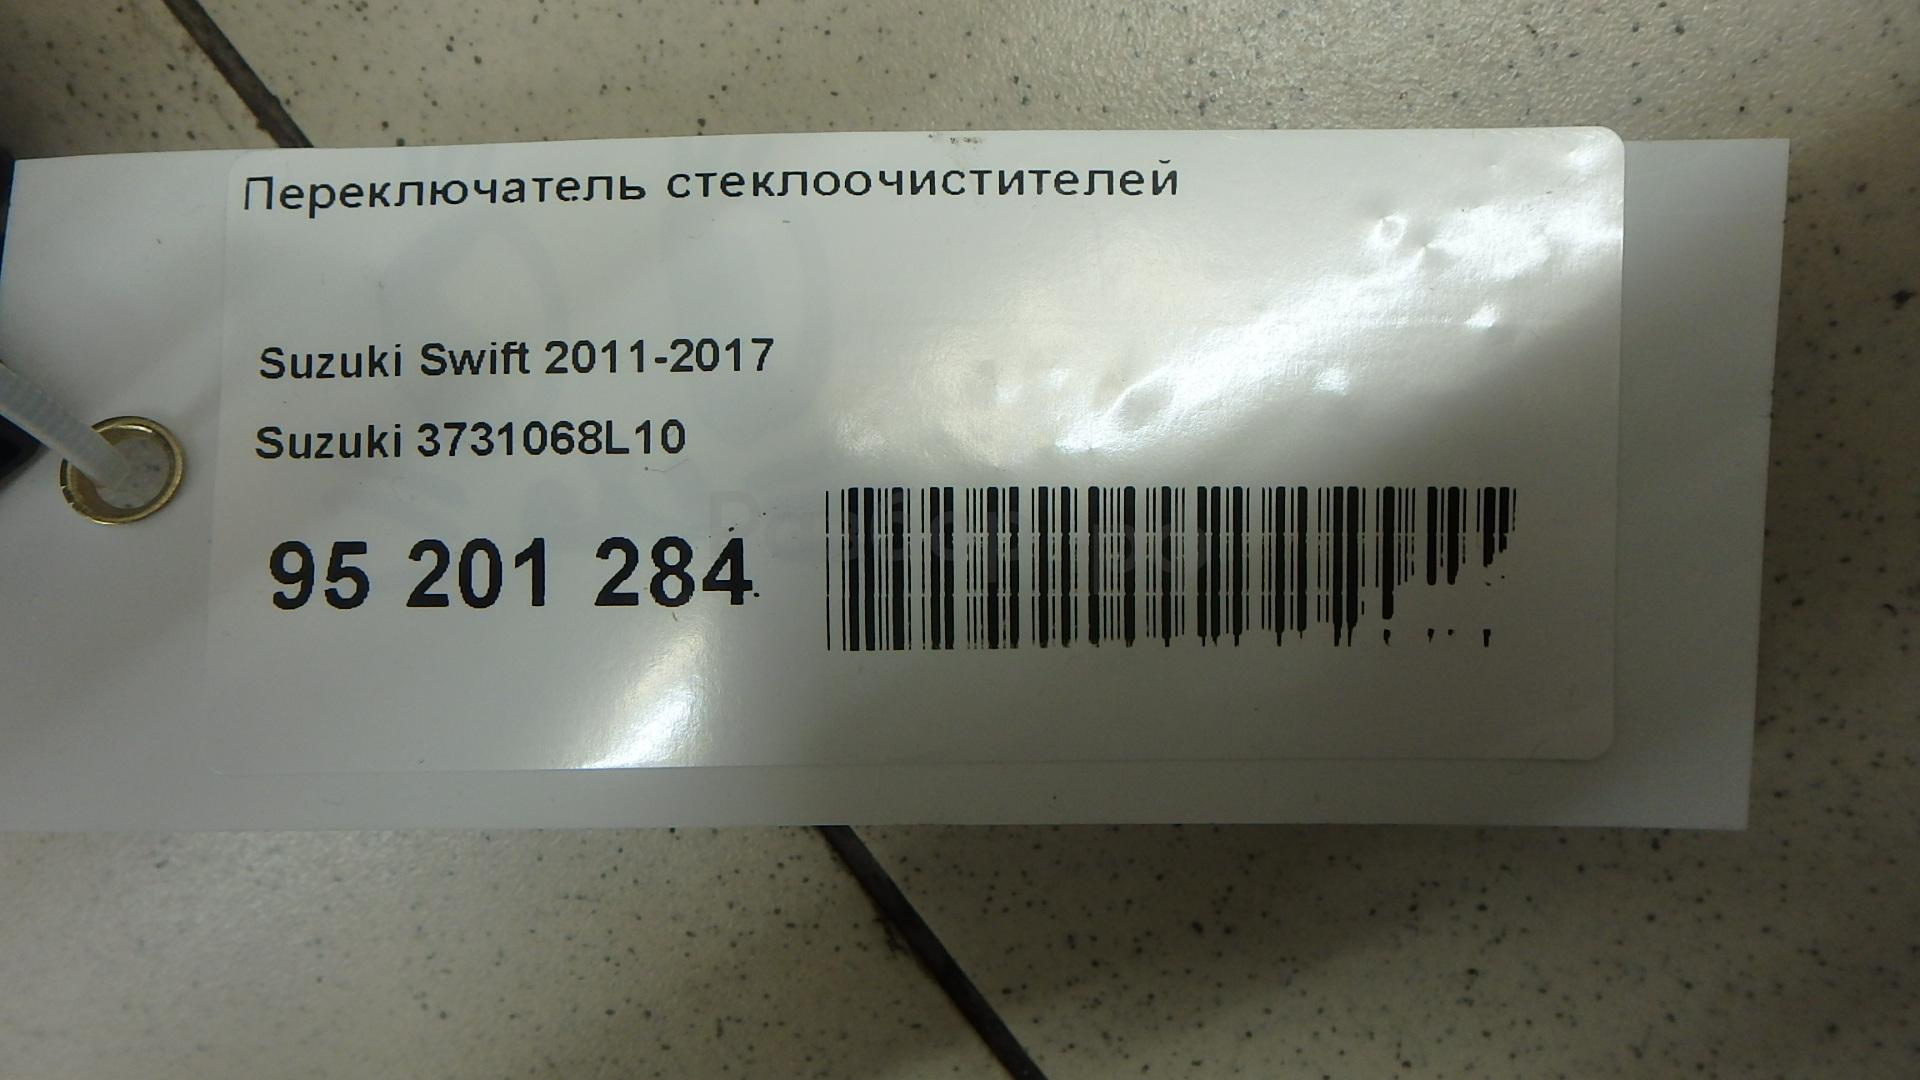 Переключатель стеклоочистителей
Suzuki Swift 2011-2017
Suzuki 3731068L10
95 201 284